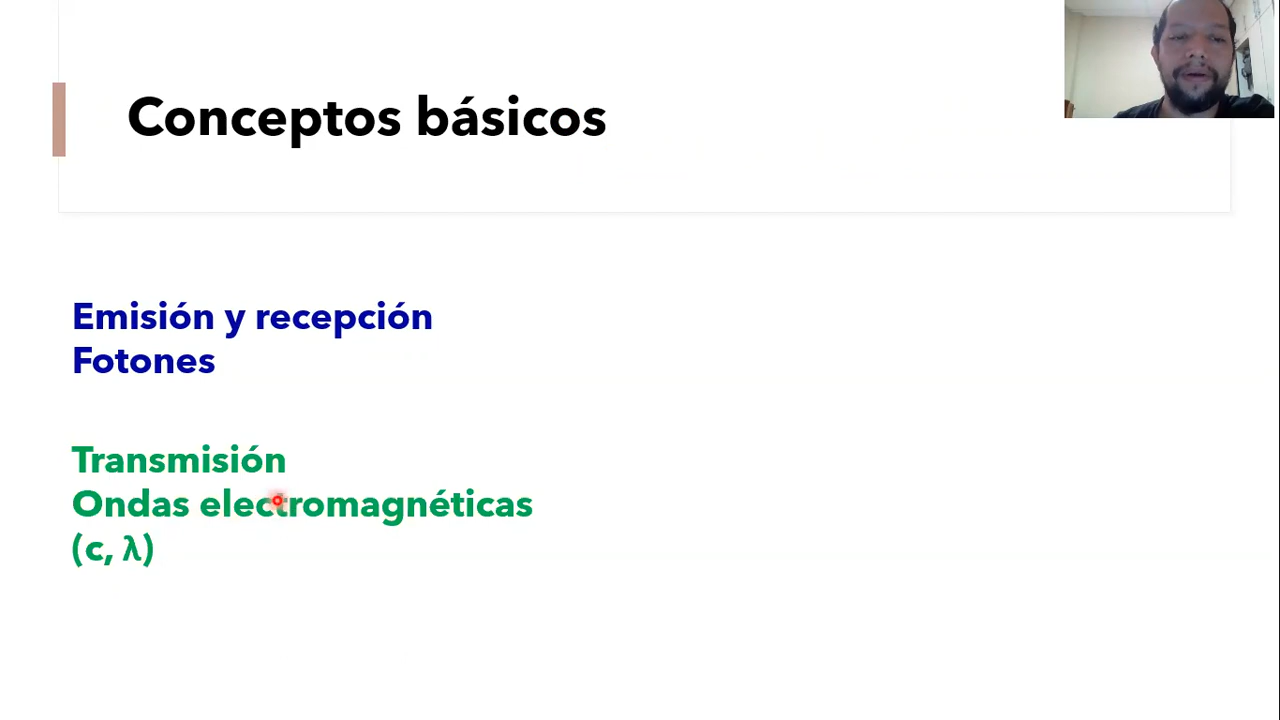 Conceptos básicos
Emisión y recepción
Fotones
Transmisión
Ondas electromagnéticas
(c, λ)